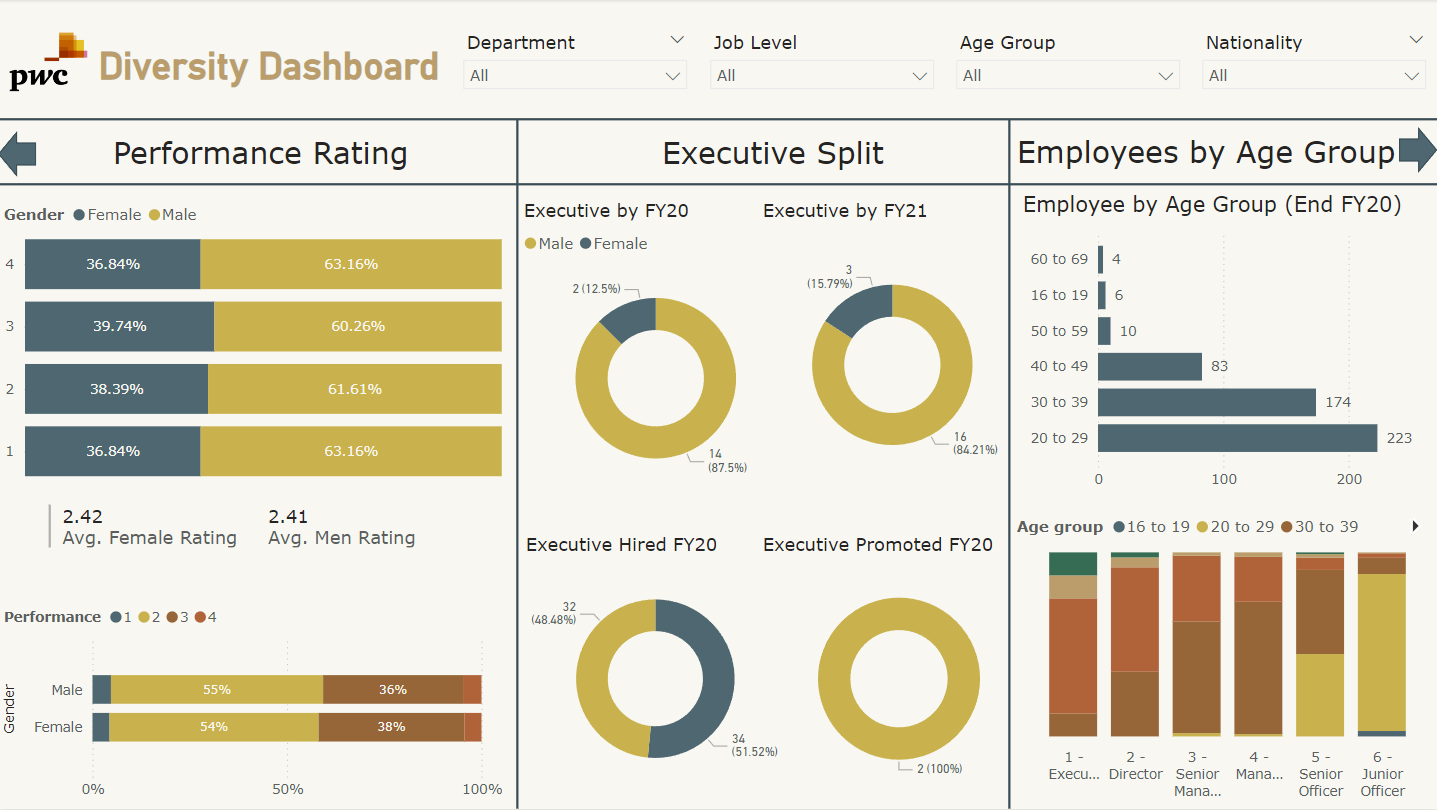 pwc
Diversity Dashboard
Department
All
Job Level
All
Age Group
All
Nationality
All
Performance Rating
Executive Split
Employees by Age Group
Gender Female Male
4 36.84% 63.16%
3 39.74% 60.26%
2 38.39% 61.61%
1 36.84% 63.16%
2.42
Avg. Female Rating
2.41
Avg. Men Rating
Performance 1 2 3 4
Gender
Male 55% 36%
Female 54% 38%
0% 50% 100%
Executive by FY20
Male Female
2 (12.5%)
14
(87.5%)
Executive by FY21
3
(15.79%)
16
(84.21%)
Executive Hired FY20
32
(48.48%)
34
(51.52%)
Executive Promoted FY20
2 (100%)
Employee by Age Group (End FY20)
60 to 69 4
16 to 19 6
50 to 59 10
40 to 49 83
30 to 39 174
20 to 29 223
0 100 200
Age group 16 to 19 20 to 29 30 to 39
1 -
Execu...
2 -
Director
3 -
Senior
Mana...
4 -
Mana...
5 -
Senior
Officer
6 -
Junior
Officer